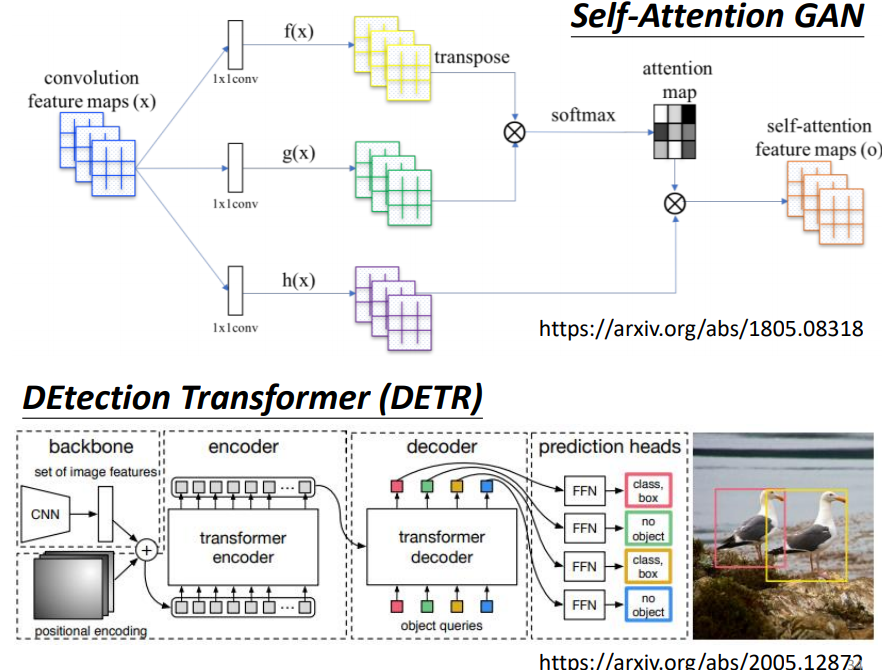 Self-Attention GAN
f(x)
1x1conv
transpose
convolution
feature maps (x)
attention
map
softmax
self-attention
feature maps (o)
g(x)
1x1conv
h(x)
1x1conv
https://arxiv.org/abs/1805.08318
DEtection Transformer (DETR)
backbone
set of image features
CNN
+
positional encoding
encoder
...
transformer
encoder
...
decoder
transformer
decoder
object queries
prediction heads
FFN
class,
box
FFN
no
object
FFN
class,
box
FFN
no
object
https://arxiv.org/abs/2005.12872